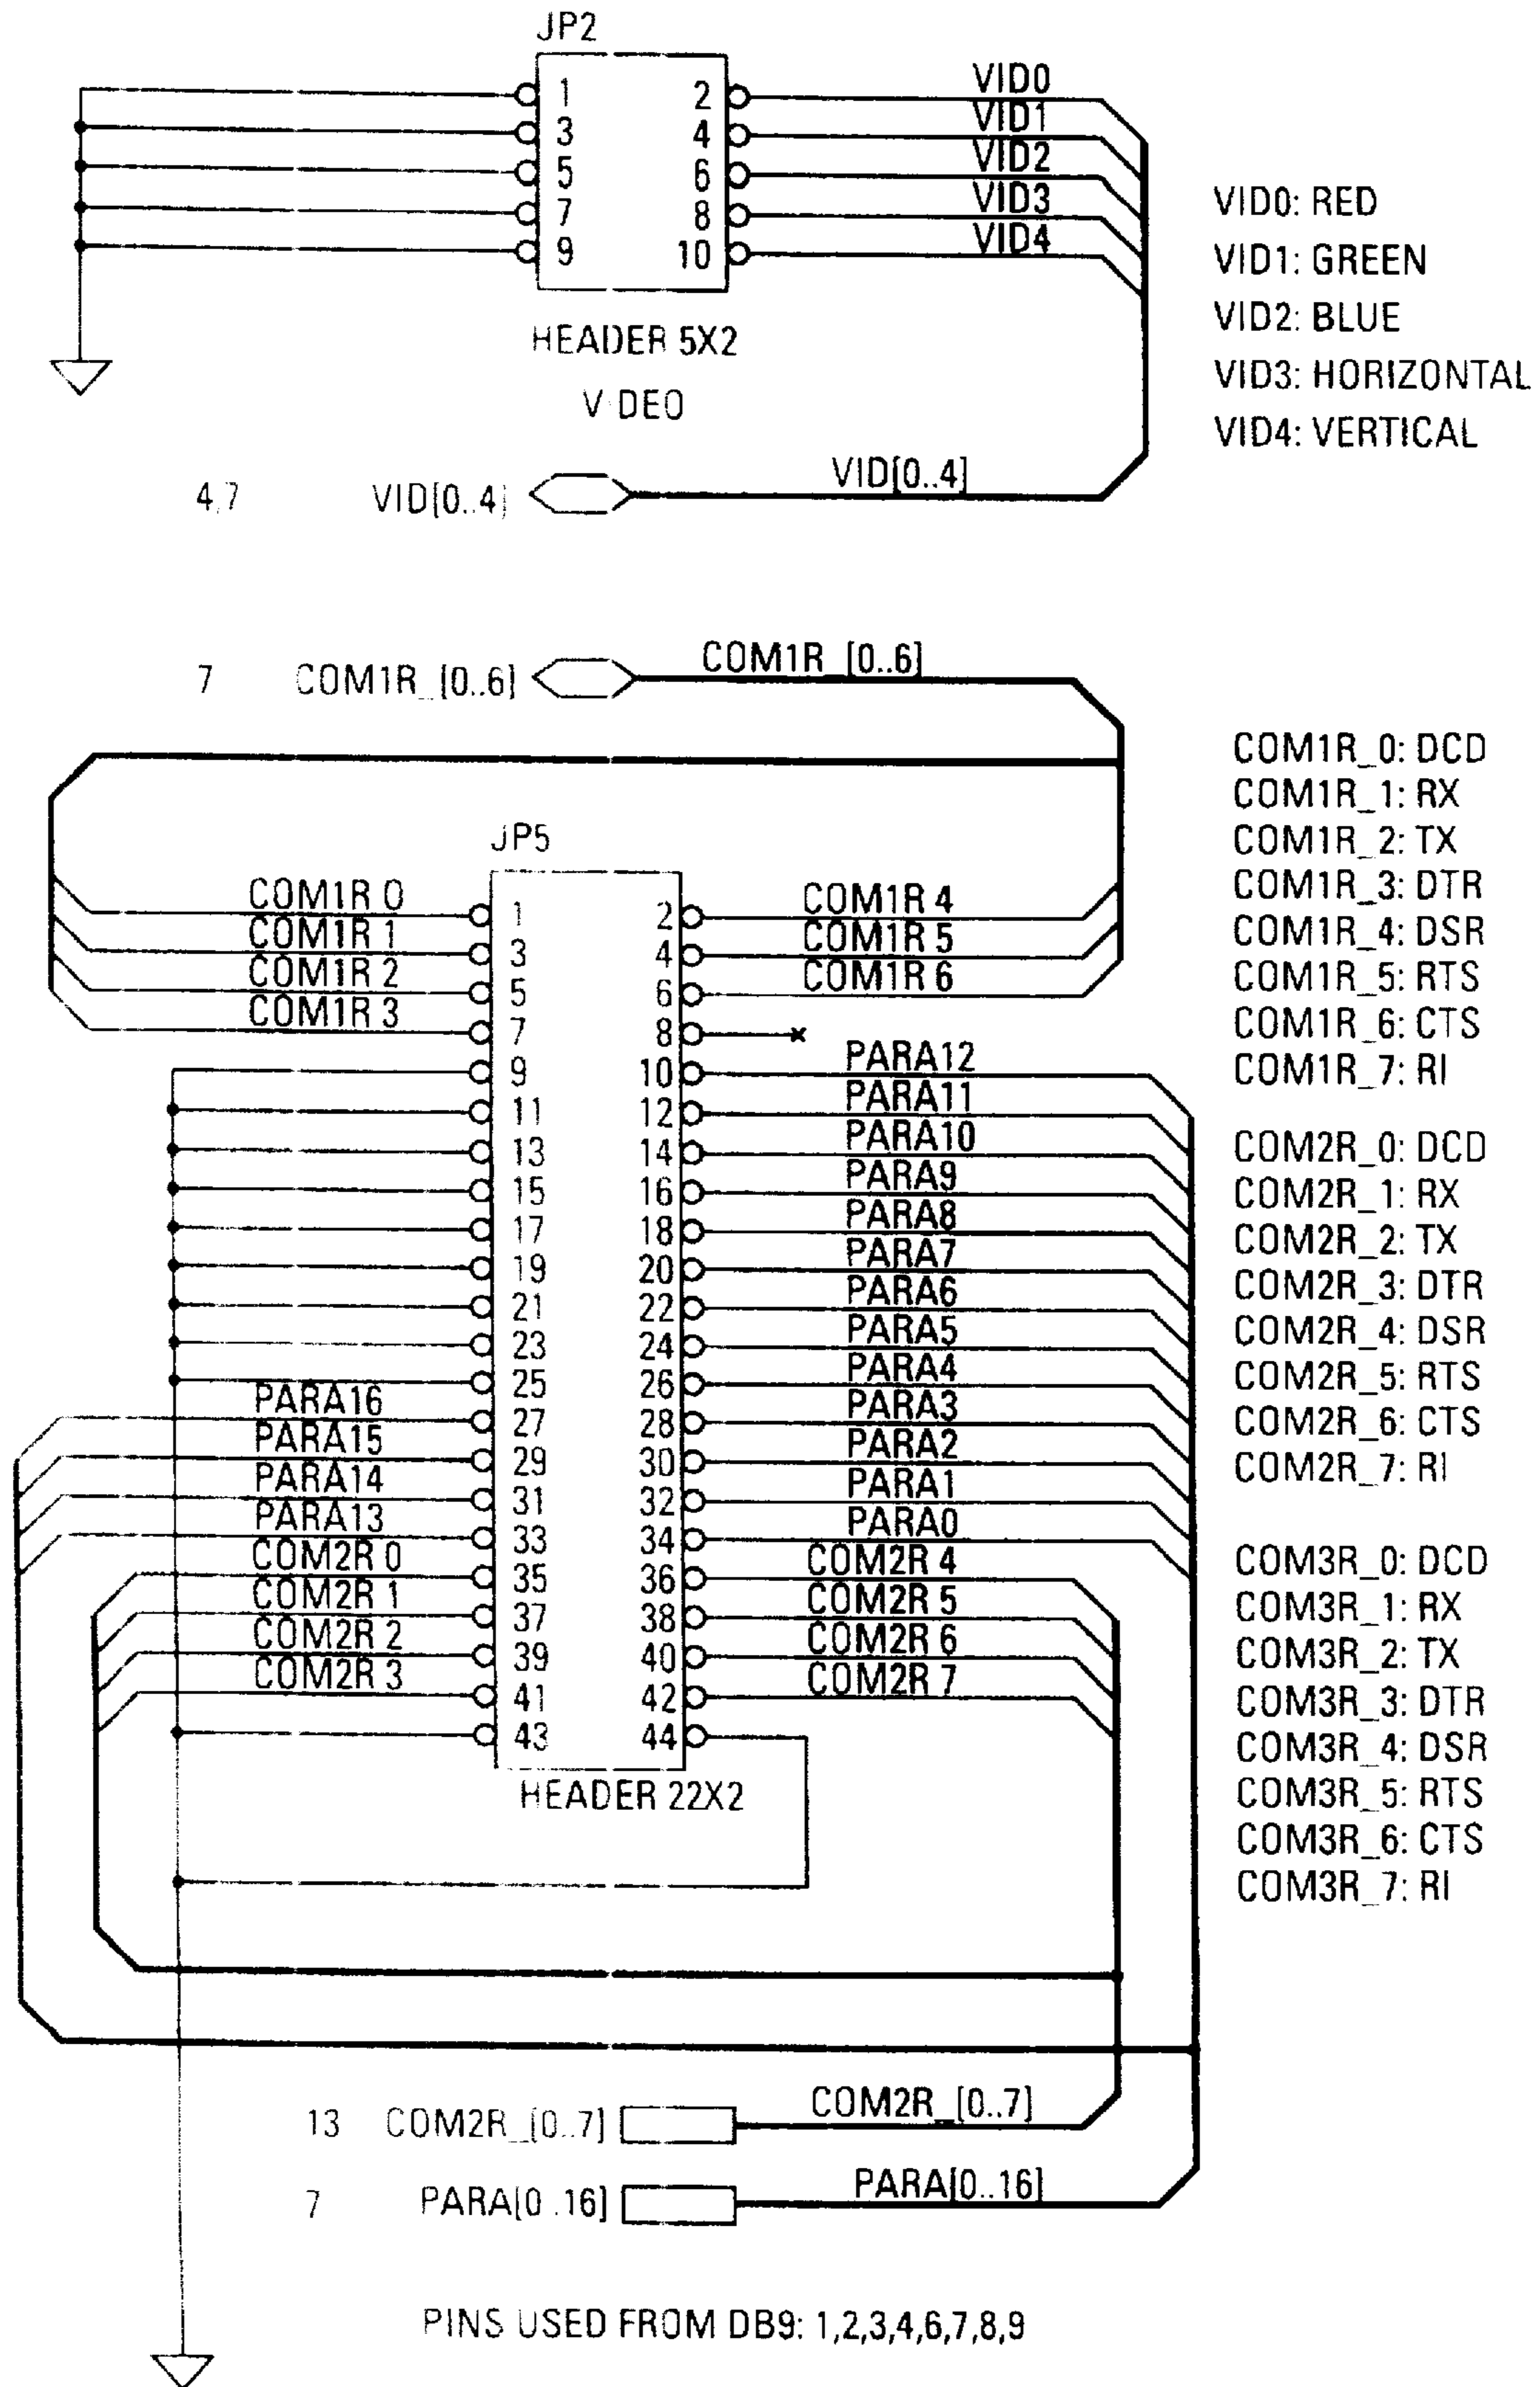 JP2
1 2 VID0
3 4 VID1
5 6 VID2
7 8 VID3
9 10 VID4
HEADER 5X2
V DEO
VID0: RED
VID1: GREEN
VID2: BLUE
VID3: HORIZONTAL
VID4: VERTICAL
4,7 VID[0..4] VID[0..4]
7 COM1R_[0..6] COM1R_[0..6]
JP5
COM1R 0 1 2 COM1R 4
COM1R 1 3 4 COM1R 5
COM1R 2 5 6 COM1R 6
COM1R 3 7 8
9 10 PARA12
11 12 PARA11
13 14 PARA10
15 16 PARA9
17 18 PARA8
19 20 PARA7
21 22 PARA6
23 24 PARA5
25 26 PARA4
PARA16 27 28 PARA3
PARA15 29 30 PARA2
PARA14 31 32 PARA1
PARA13 33 34 PARA0
COM2R 0 35 36 COM2R 4
COM2R 1 37 38 COM2R 5
COM2R 2 39 40 COM2R 6
COM2R 3 41 42 COM2R 7
43 44
HEADER 22X2
COM1R_0: DCD
COM1R_1: RX
COM1R_2: TX
COM1R_3: DTR
COM1R_4: DSR
COM1R_5: RTS
COM1R_6: CTS
COM1R_7: RI
COM2R_0: DCD
COM2R_1: RX
COM2R_2: TX
COM2R_3: DTR
COM2R_4: DSR
COM2R_5: RTS
COM2R_6: CTS
COM2R_7: RI
COM3R_0: DCD
COM3R_1: RX
COM3R_2: TX
COM3R_3: DTR
COM3R_4: DSR
COM3R_5: RTS
COM3R_6: CTS
COM3R_7: RI
13 COM2R_[0..7] COM2R_[0..7]
7 PARA[0 .16] PARA[0..16]
PINS USED FROM DB9: 1,2,3,4,6,7,8,9